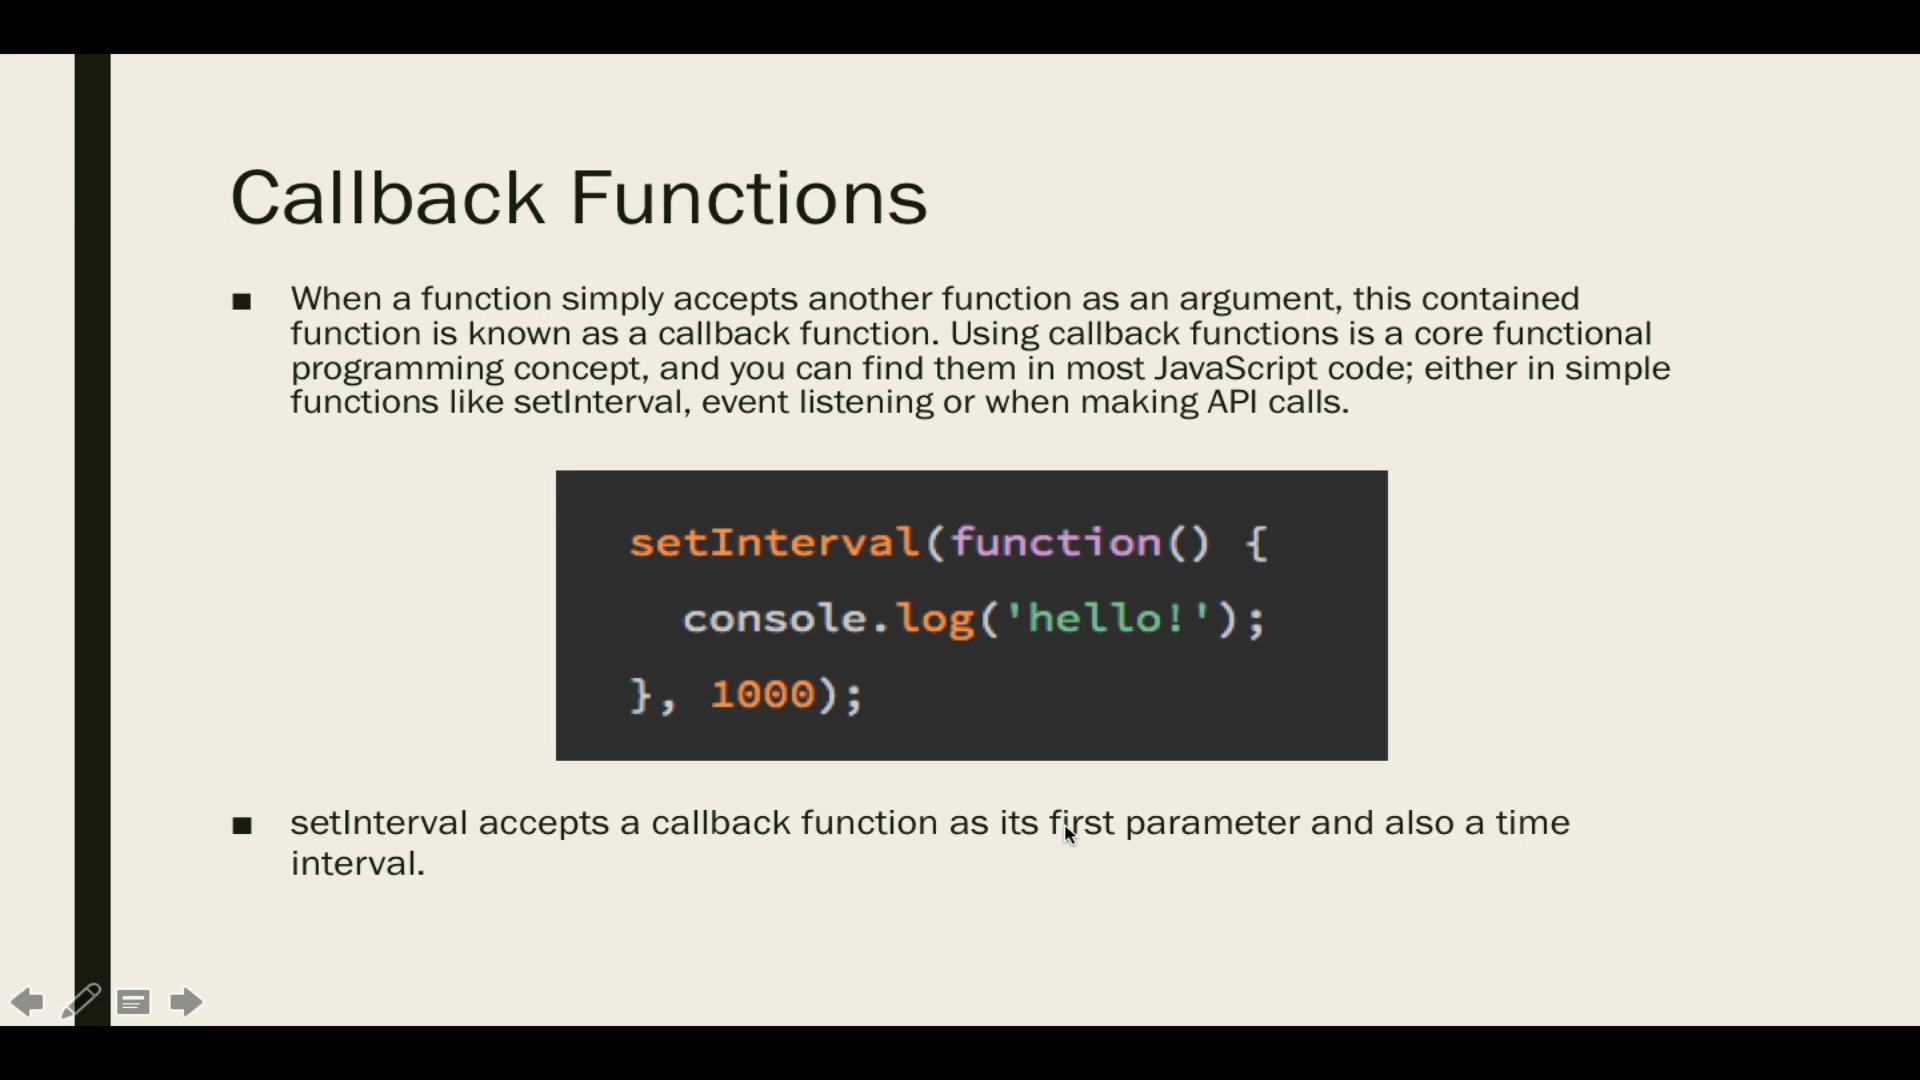 Callback Functions
■ When a function simply accepts another function as an argument, this contained
function is known as a callback function. Using callback functions is a core functional
programming concept, and you can find them in most JavaScript code; either in simple
functions like setInterval, event listening or when making API calls.
setInterval(function() {
  console.log('hello!');
}, 1000);
■ setInterval accepts a callback function as its first parameter and also a time
interval.